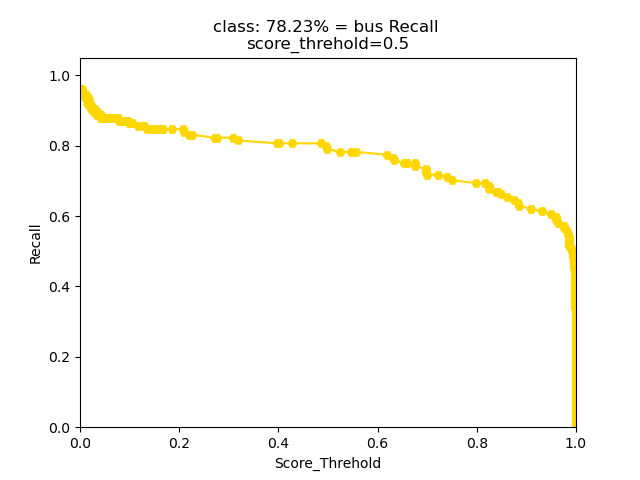 class: 78.23% = bus Recall
score_threhold=0.5
1.0
0.8
0.6
0.4
0.2
0.0
Recall
0.0 0.2 0.4 0.6 0.8 1.0
Score_Threhold